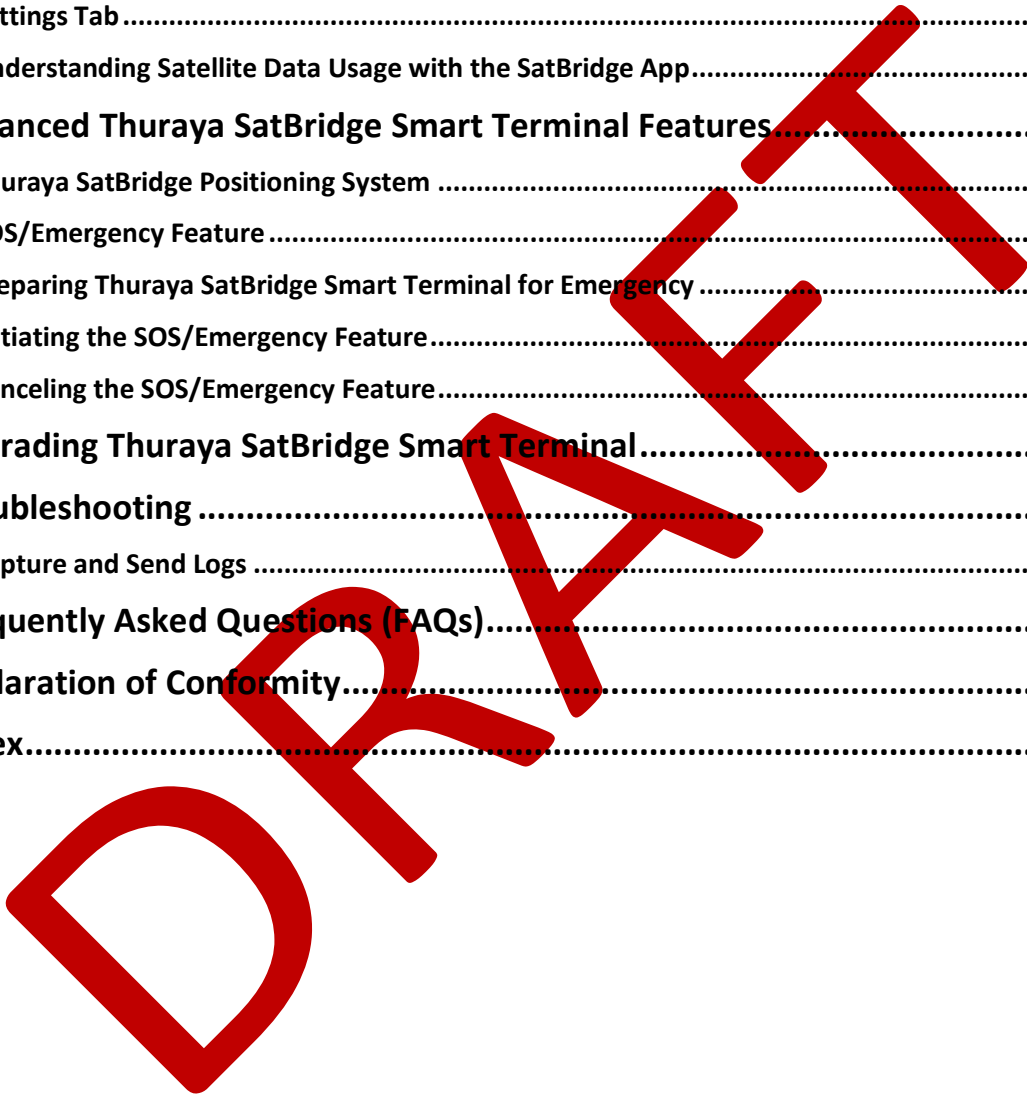 ttings Tab
nderstanding Satellite Data Usage with the SatBridge App
anced Thuraya SatBridge Smart Terminal Features
uraya SatBridge Positioning System
OS/Emergency Feature
eparing Thuraya SatBridge Smart Terminal for Emergency
itiating the SOS/Emergency Feature
nceling the SOS/Emergency Feature
rading Thuraya SatBridge Smart Terminal
ubleshooting
pture and Send Logs
quently Asked Questions (FAQs)
laration of Conformity
ex
DRAFT